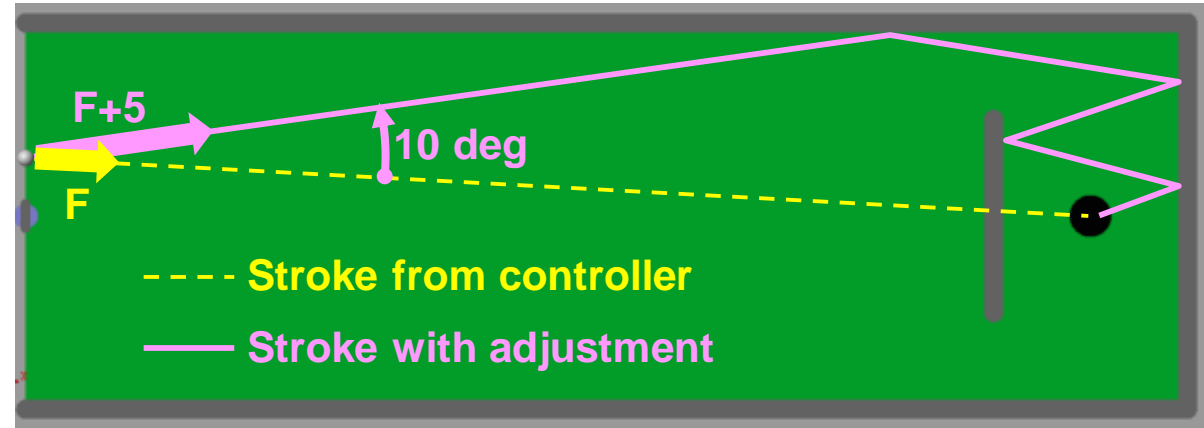 F+5
10 deg
F
Stroke from controller
Stroke with adjustment